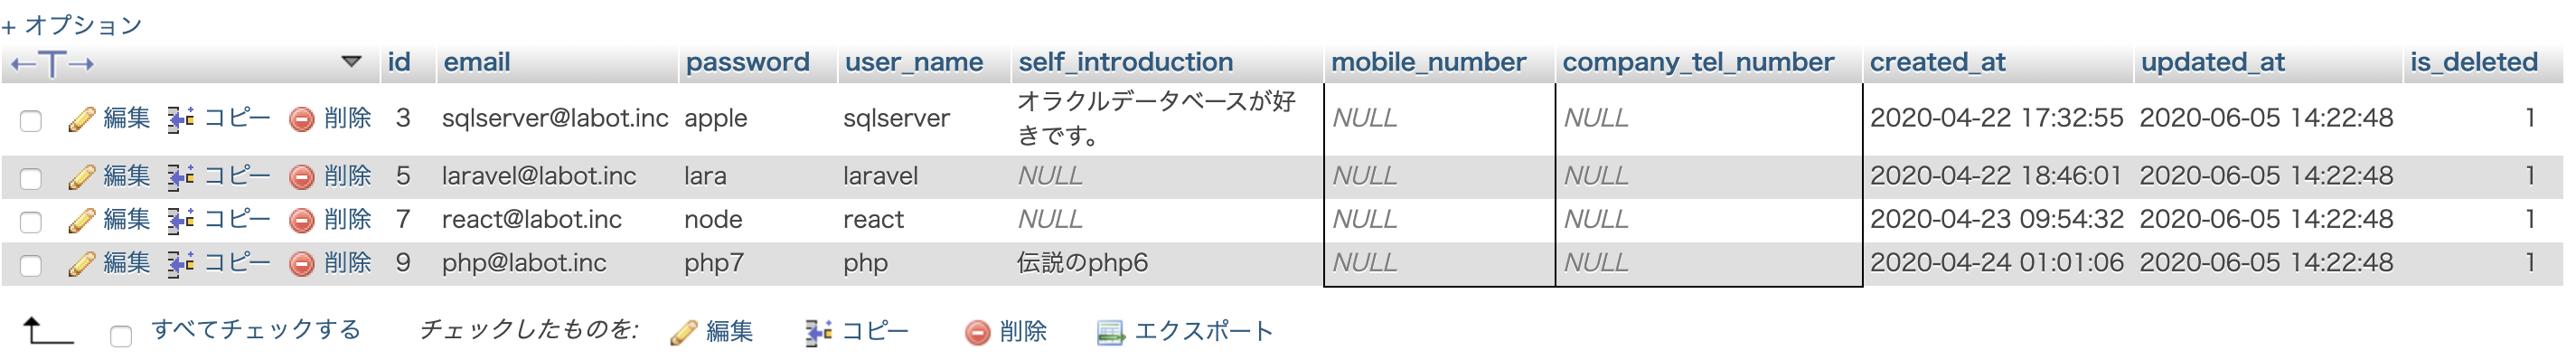 + オプション
←T→ id email password user_name self_introduction mobile_number company_tel_number created_at updated_at is_deleted
編集 コピー 削除 3 sqlserver@labot.inc apple sqlserver オラクルデータベースが好きです。 NULL NULL 2020-04-22 17:32:55 2020-06-05 14:22:48 1
編集 コピー 削除 5 laravel@labot.inc lara laravel NULL NULL NULL 2020-04-22 18:46:01 2020-06-05 14:22:48 1
編集 コピー 削除 7 react@labot.inc node react NULL NULL NULL 2020-04-23 09:54:32 2020-06-05 14:22:48 1
編集 コピー 削除 9 php@labot.inc php7 php 伝説のphp6 NULL NULL 2020-04-24 01:01:06 2020-06-05 14:22:48 1
すべてチェックする チェックしたものを: 編集 コピー 削除 エクスポート